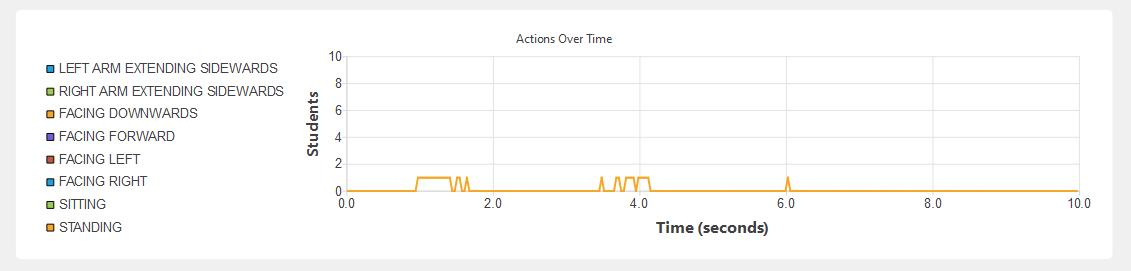 Actions Over Time
LEFT ARM EXTENDING SIDEWARDS
RIGHT ARM EXTENDING SIDEWARDS
FACING DOWNWARDS
FACING FORWARD
FACING LEFT
FACING RIGHT
SITTING
STANDING
Students
10
8
6
4
2
0
0.0 2.0 4.0 6.0 8.0 10.0
Time (seconds)